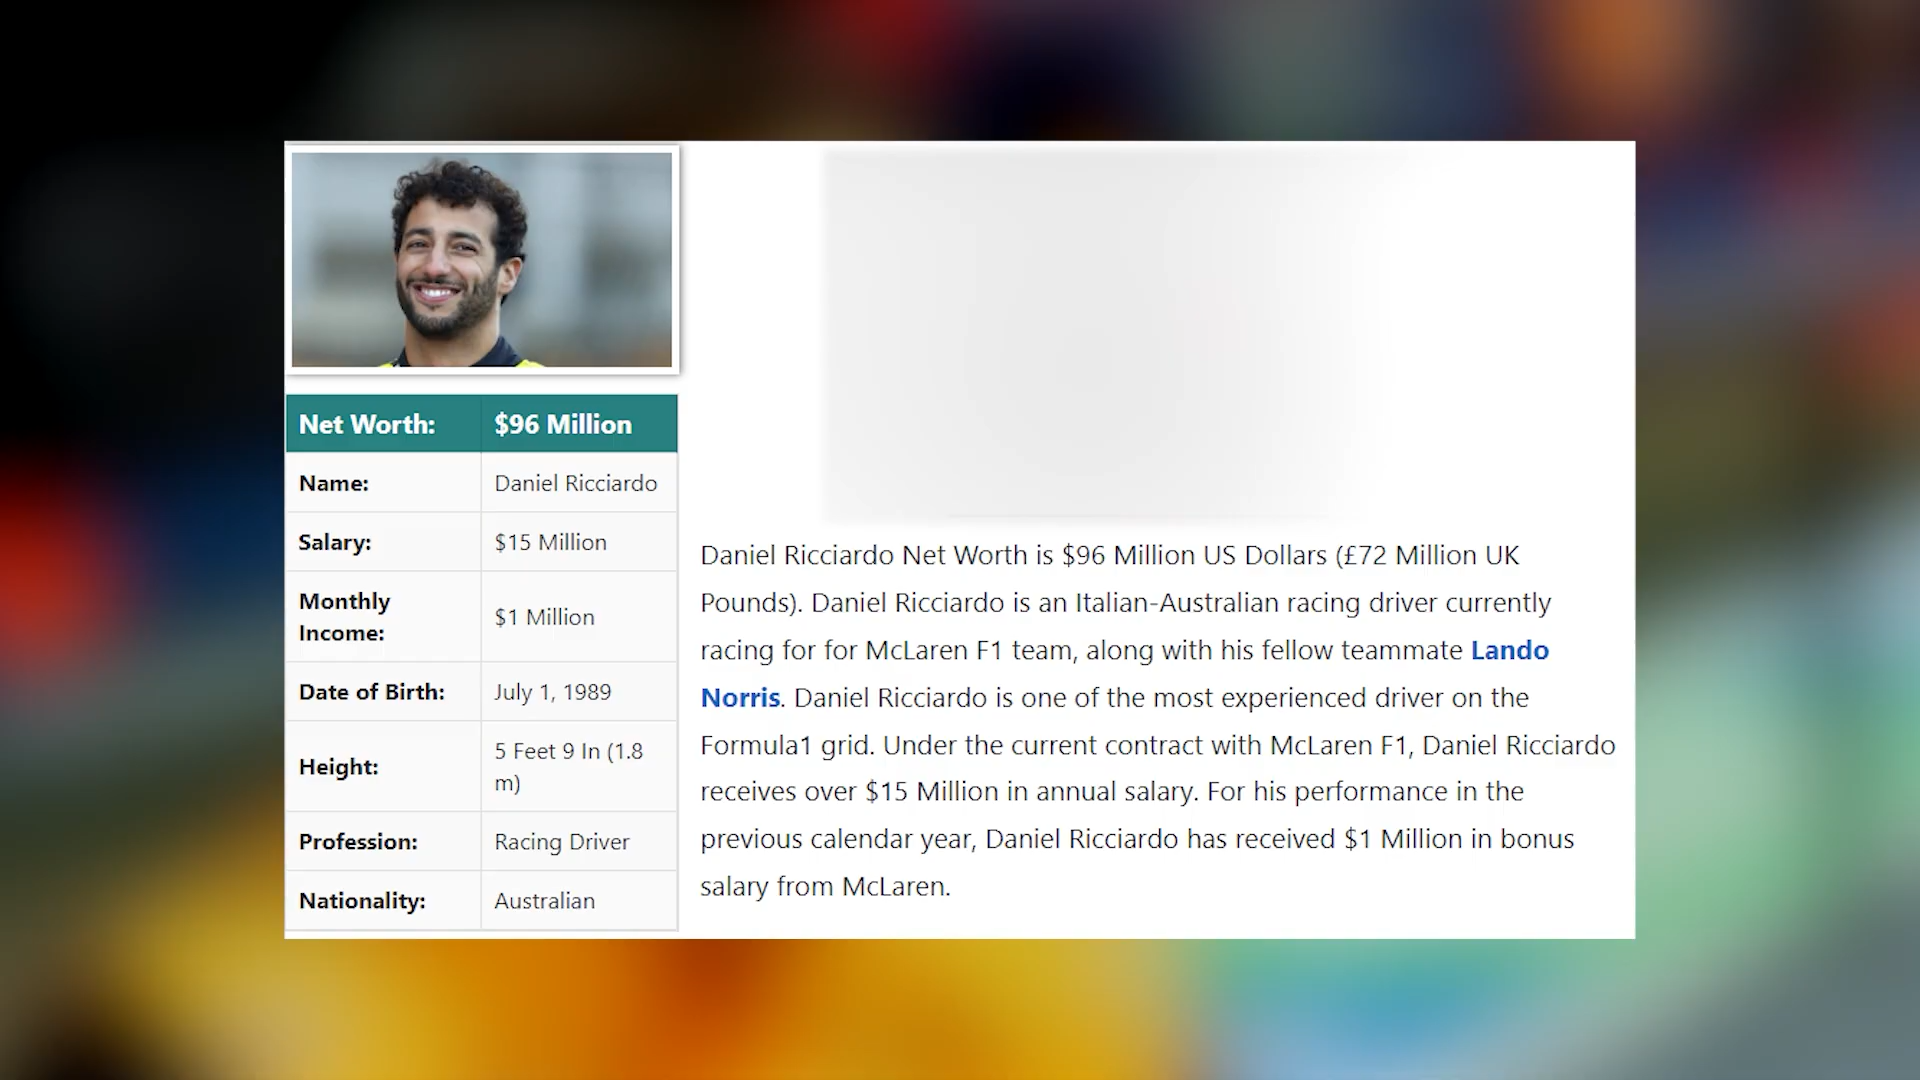 Net Worth: $96 Million
Name: Daniel Ricciardo
Salary: $15 Million
Monthly
Income: $1 Million
Date of Birth: July 1, 1989
Height: 5 Feet 9 In (1.8
m)
Profession: Racing Driver
Nationality: Australian
Daniel Ricciardo Net Worth is $96 Million US Dollars (£72 Million UK
Pounds). Daniel Ricciardo is an Italian-Australian racing driver currently
racing for for McLaren F1 team, along with his fellow teammate Lando
Norris. Daniel Ricciardo is one of the most experienced driver on the
Formula1 grid. Under the current contract with McLaren F1, Daniel Ricciardo
receives over $15 Million in annual salary. For his performance in the
previous calendar year, Daniel Ricciardo has received $1 Million in bonus
salary from McLaren.